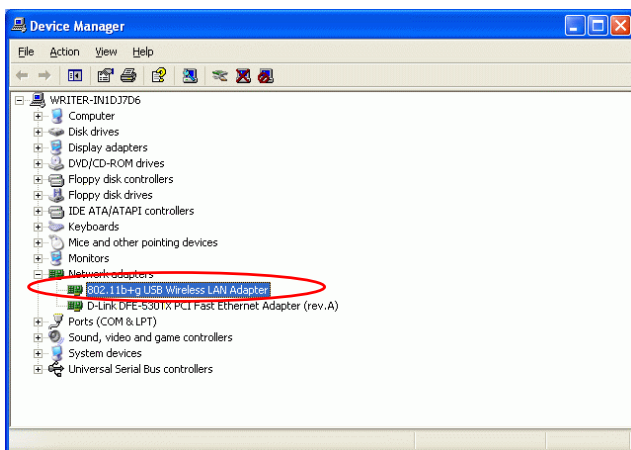 Device Manager
File Action View Help
WRITER-IN1DJ7D6
Computer
Disk drives
Display adapters
DVD/CD-ROM drives
Floppy disk controllers
Floppy disk drives
IDE ATA/ATAPI controllers
Keyboards
Mice and other pointing devices
Monitors
Network adapters
802.11b+g USB Wireless LAN Adapter
D-Link DFE-530TX PCI Fast Ethernet Adapter (rev.A)
Ports (COM & LPT)
Sound, video and game controllers
System devices
Universal Serial Bus controllers